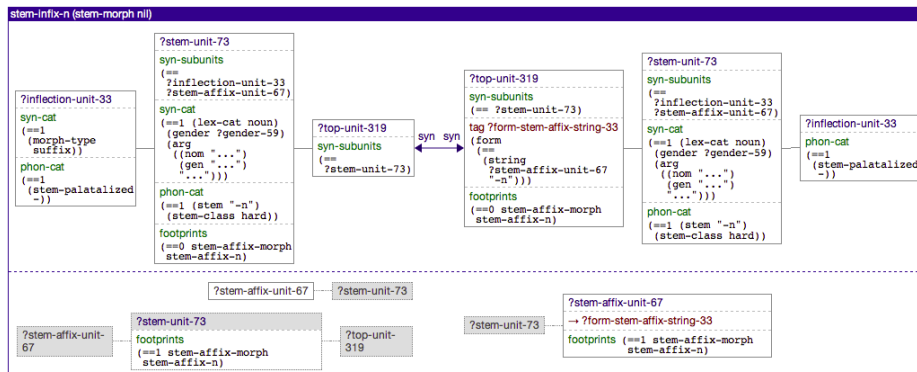 stem-infix-n (stem-morph nil)
?inflection-unit-33
syn-cat
(==1
(morph-type
suffix))
phon-cat
(==1
(stem-palatalized
-))
?stem-unit-73
syn-subunits
(==
?inflection-unit-33
?stem-affix-unit-67)
syn-cat
(==1 (lex-cat noun)
(gender ?gender-59)
(arg
((nom "...")
(gen "...")
"...")))
phon-cat
(==1 (stem "-n")
(stem-class hard))
footprints
(==0 stem-affix-morph
stem-affix-n)
?top-unit-319
syn-subunits
(==
?stem-unit-73)
syn syn
?top-unit-319
syn-subunits
(== ?stem-unit-73)
tag ?form-stem-affix-string-33
(form
(==
(string
?stem-affix-unit-67
"-n")))
footprints
(==0 stem-affix-morph
stem-affix-n)
?stem-unit-73
syn-subunits
(==
?inflection-unit-33
?stem-affix-unit-67)
syn-cat
(==1 (lex-cat noun)
(gender ?gender-59)
(arg
((nom "...")
(gen "...")
"...")))
phon-cat
(==1 (stem "-n")
(stem-class hard))
?inflection-unit-33
phon-cat
(==1
(stem-palatalized
-))
?stem-affix-unit-67
?stem-unit-73
?stem-affix-unit-
67
?stem-unit-73
footprints
(==1 stem-affix-morph
stem-affix-n)
?top-unit-
319
?stem-unit-73
?stem-affix-unit-67
→ ?form-stem-affix-string-33
footprints (==1 stem-affix-morph
stem-affix-n)